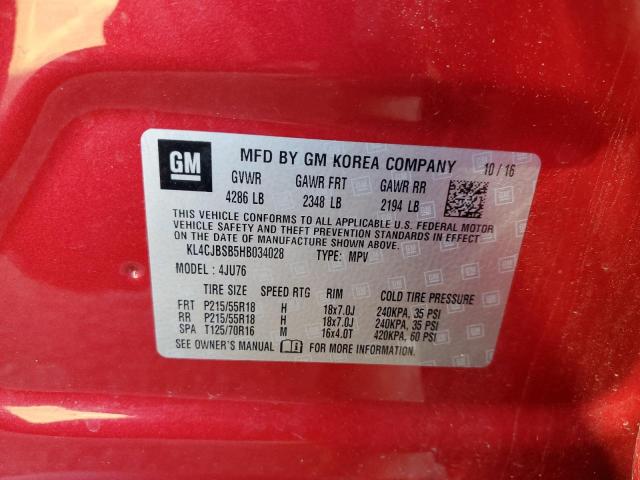 GM MFD BY GM KOREA COMPANY 10/16
GVWR GAWR FRT GAWR RR
4286 LB 2348 LB 2194 LB
THIS VEHICLE CONFORMS TO ALL APPLICABLE U.S. FEDERAL MOTOR
VEHICLE SAFETY AND THEFT PREVENTION STANDARDS IN EFFECT ON
THE DATE OF MANUFACTURE SHOWN ABOVE.
KL4CJBSB5HB034028 TYPE: MPV
MODEL: 4JU76
TIRE SIZE SPEED RTG RIM COLD TIRE PRESSURE
FRT P215/55R18 H 18x7.0J 240KPA, 35 PSI
RR P215/55R18 H 18x7.0J 240KPA, 35 PSI
SPA T125/70R16 M 16x4.0T 420KPA, 60 PSI
SEE OWNER'S MANUAL FOR MORE INFORMATION.